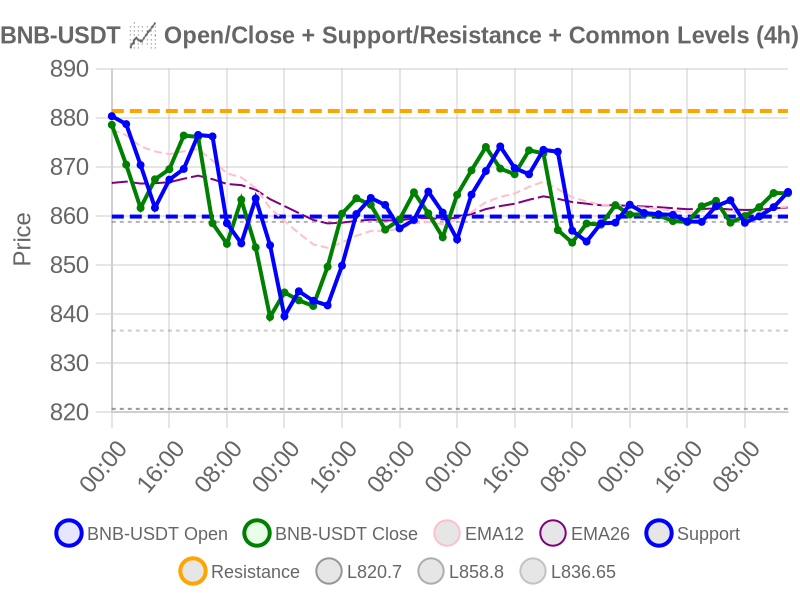 BNB-USDT 📈 Open/Close + Support/Resistance + Common Levels (4h)
890
880
870
860
850
840
830
820
Price
00:00
16:00
08:00
00:00
16:00
08:00
00:00
16:00
08:00
00:00
16:00
08:00
BNB-USDT Open
BNB-USDT Close
EMA12
EMA26
Support
Resistance
L820.7
L858.8
L836.65